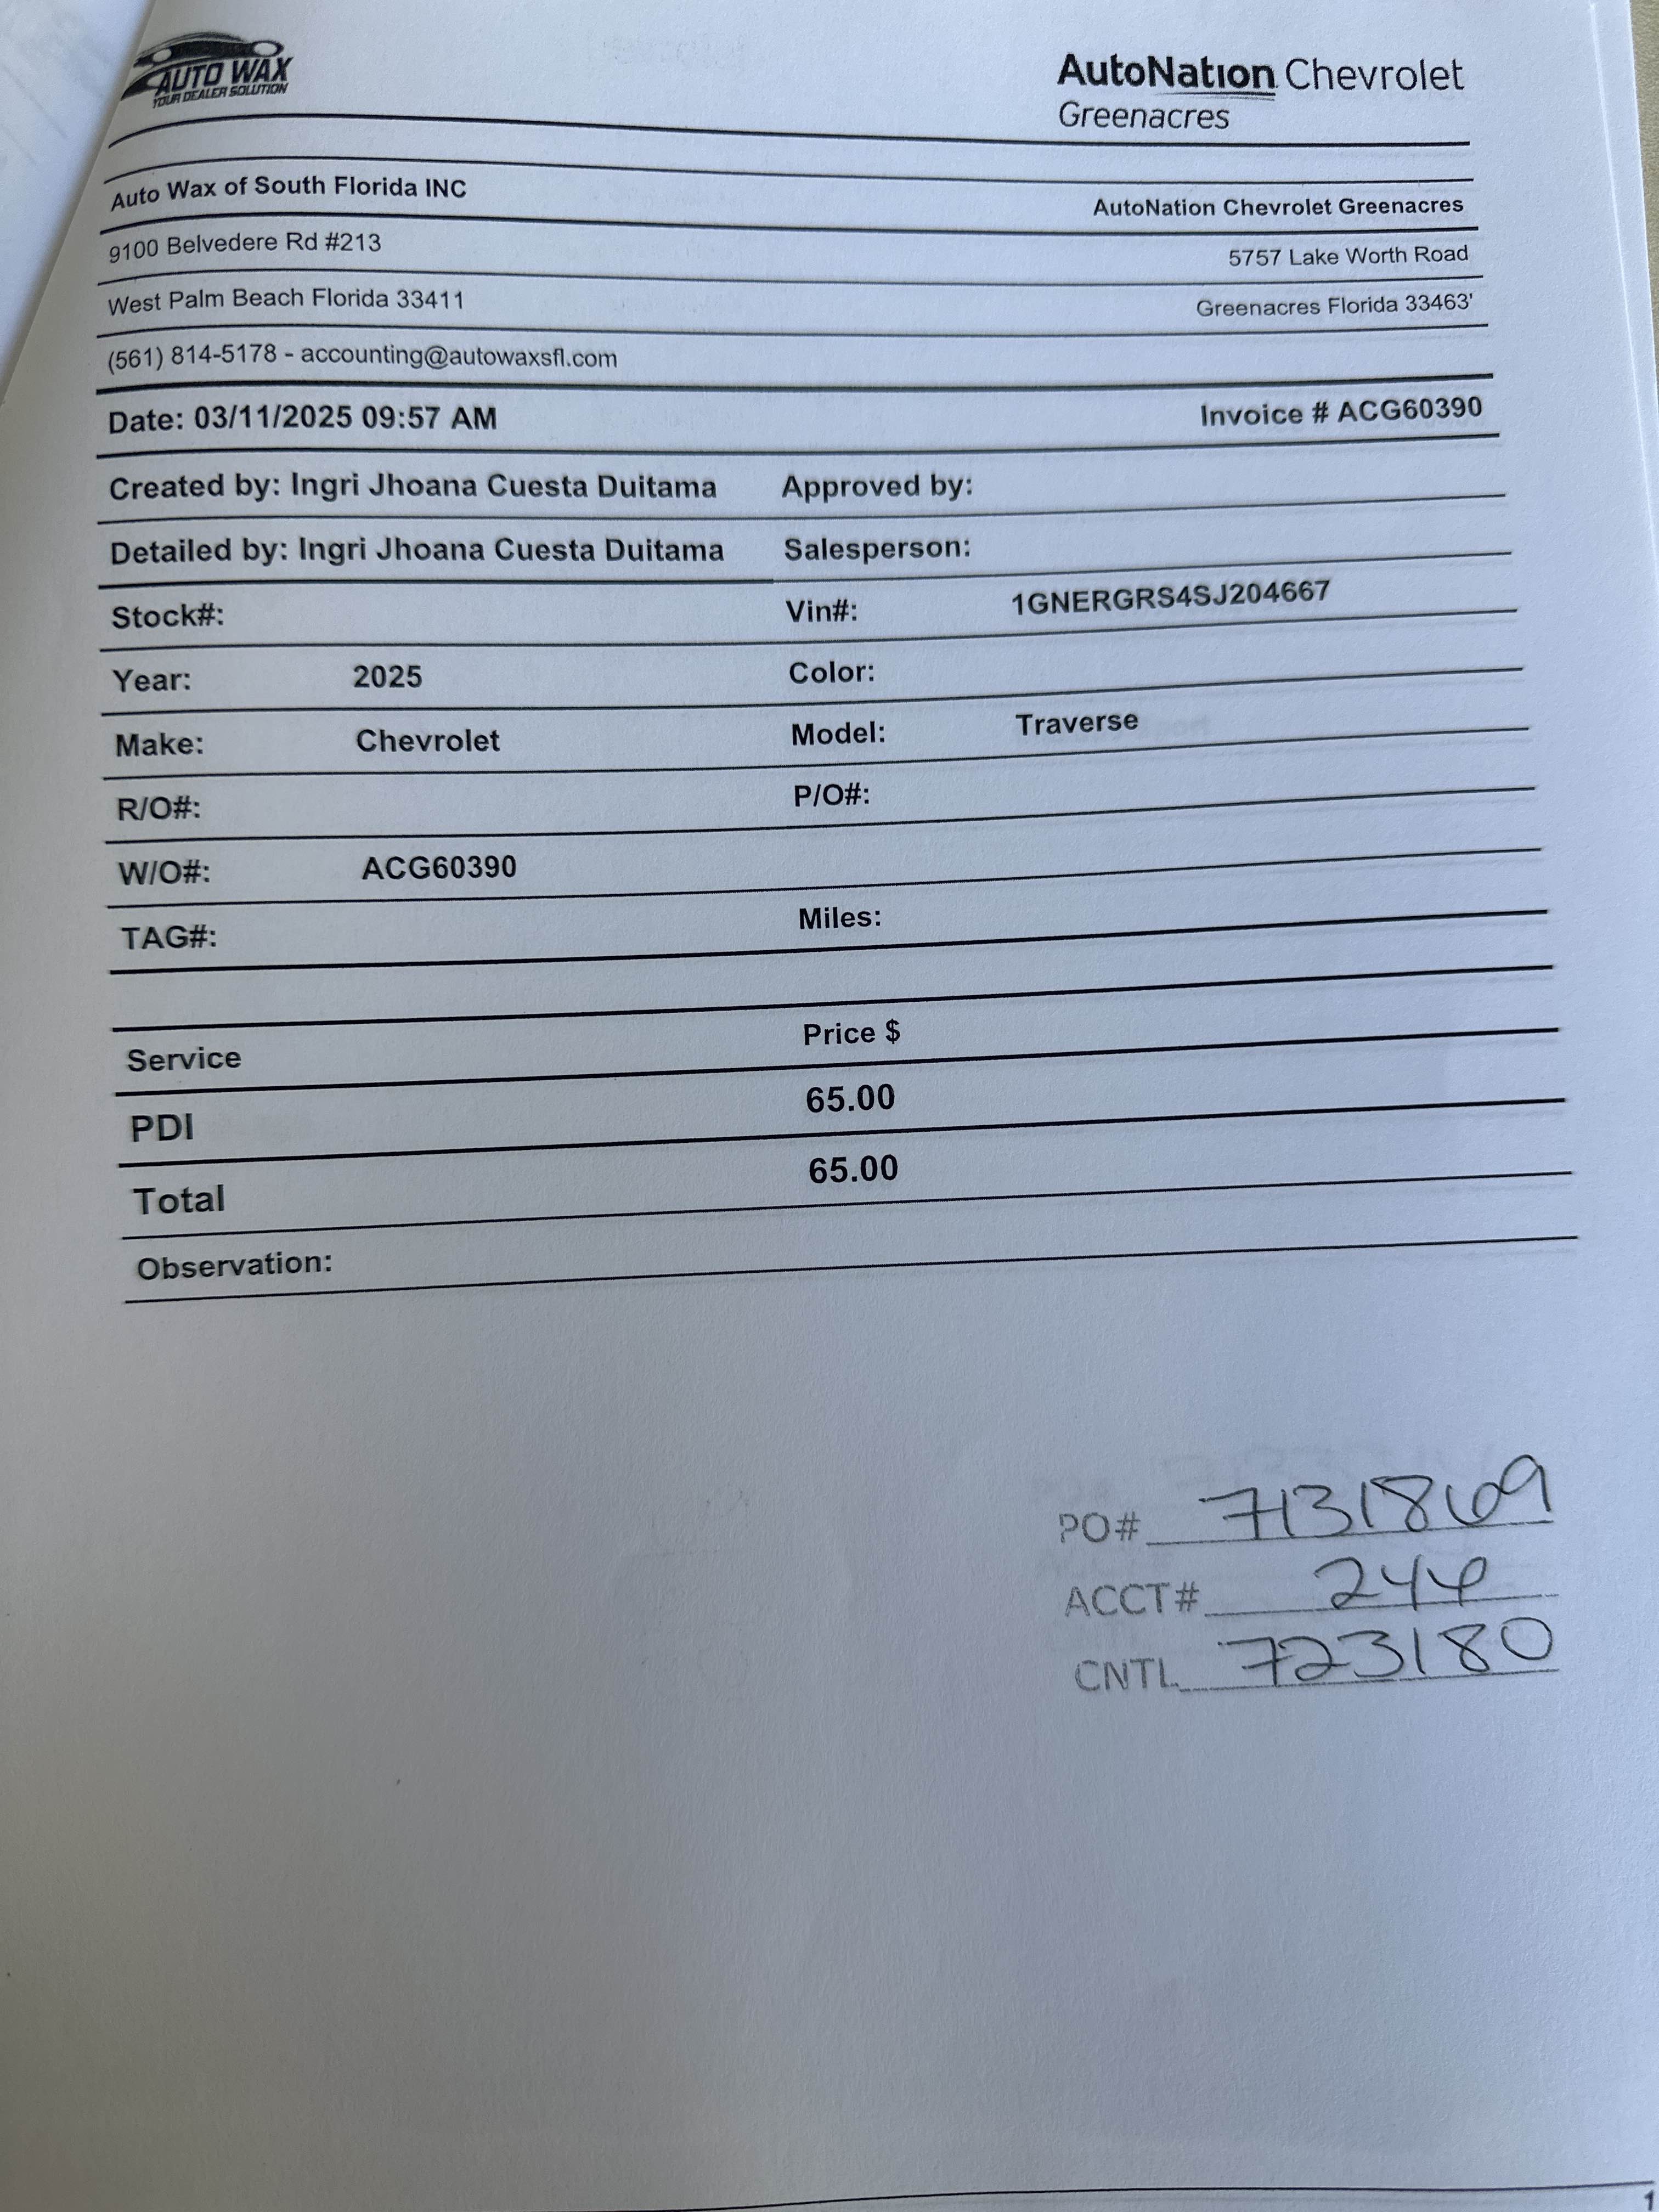 AUTO WAX
YOUR DEALER SOLUTION
AutoNation Chevrolet
Greenacres
Auto Wax of South Florida INC
AutoNation Chevrolet Greenacres
9100 Belvedere Rd #213
5757 Lake Worth Road
West Palm Beach Florida 33411
Greenacres Florida 33463'
(561) 814-5178 - accounting@autowaxsfl.com
Date: 03/11/2025 09:57 AM Invoice # ACG60390
Created by: Ingri Jhoana Cuesta Duitama Approved by:
Detailed by: Ingri Jhoana Cuesta Duitama Salesperson:
Stock#: Vin#: 1GNERGRS4SJ204667
Year: 2025 Color:
Make: Chevrolet Model: Traverse
R/O#: P/O#:
W/O#: ACG60390
TAG#: Miles:
Service Price $
PDI 65.00
Total 65.00
Observation:
PO# 7131869
ACCT# 244
CNTL 723180
1